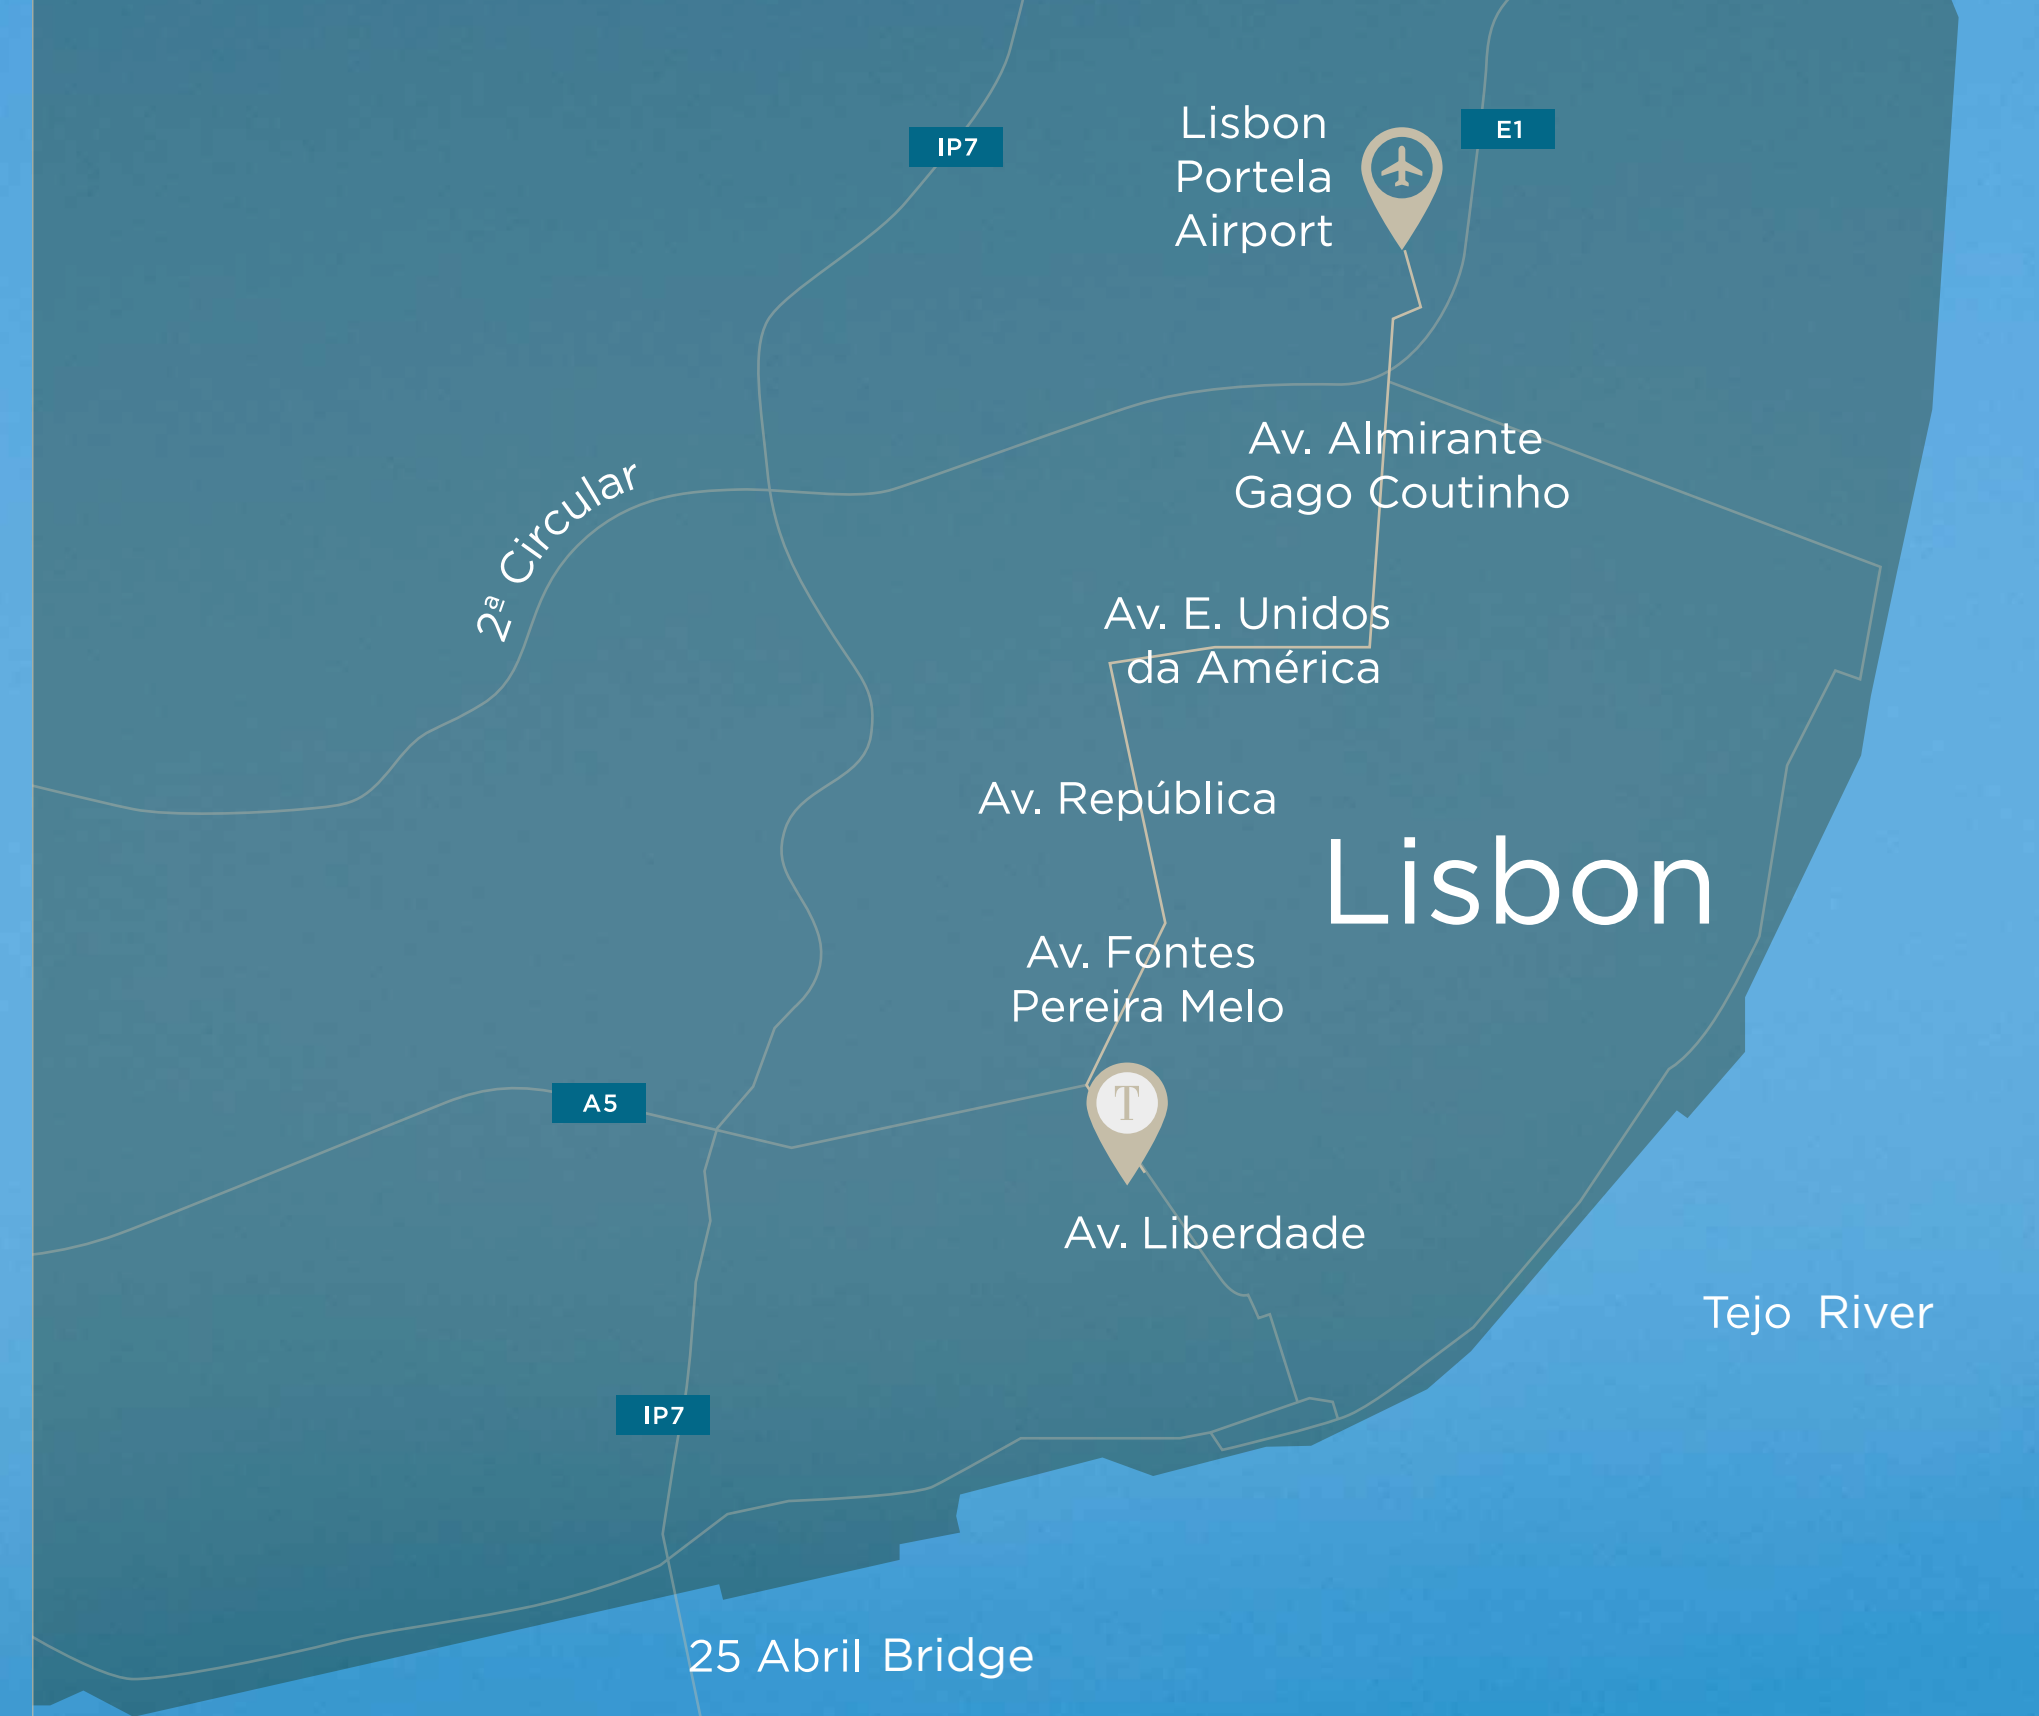 Lisbon
Portela
Airport
E1
IP7
Av. Almirante
Gago Coutinho
2ª Circular
Av. E. Unidos
da América
Av. República
Lisbon
Av. Fontes
Pereira Melo
A5
T
Av. Liberdade
Tejo River
IP7
25 Abril Bridge